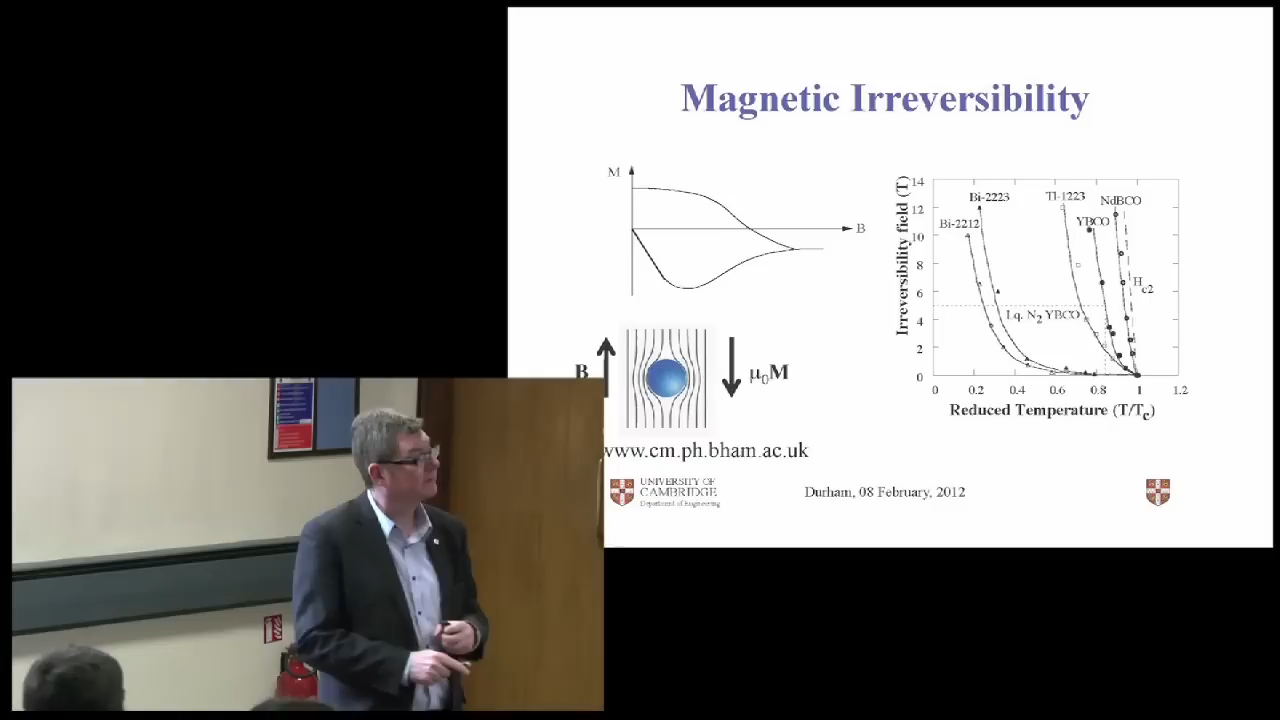 Magnetic Irreversibility
M
B
Irreversibility field (T)
14
12
10
8
6
4
2
0
Bi-2212
Bi-2223
Tl-1223
YBCO
NdBCO
Hc2
Lq. N2 YBCO
0 0.2 0.4 0.6 0.8 1 1.2
Reduced Temperature (T/Tc)
B
μ0M
www.cm.ph.bham.ac.uk
UNIVERSITY OF
CAMBRIDGE
Department of Engineering
Durham, 08 February, 2012